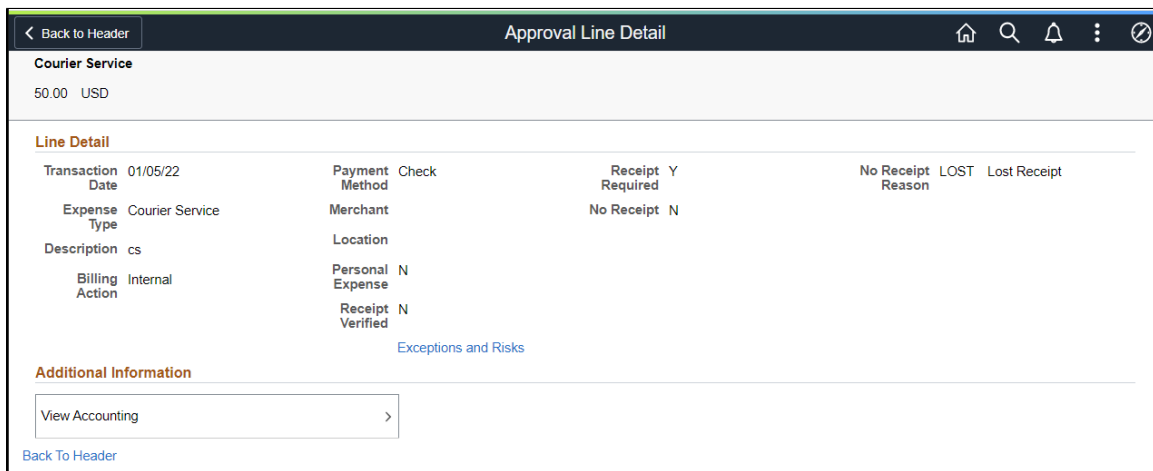 Back to Header
Approval Line Detail
Courier Service
50.00 USD
Line Detail
Transaction Date 01/05/22
Expense Type Courier Service
Description cs
Billing Action Internal
Payment Method Check
Merchant
Location
Personal Expense N
Receipt Verified N
Exceptions and Risks
Receipt Required Y
No Receipt N
No Receipt Reason LOST Lost Receipt
Additional Information
View Accounting
Back To Header